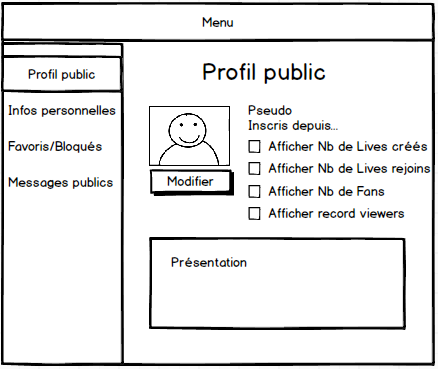 Menu
Profil public
Infos personnelles
Favoris/Bloqués
Messages publics
Profil public
Pseudo
Inscris depuis...
Modifier
Afficher Nb de Lives créés
Afficher Nb de Lives rejoins
Afficher Nb de Fans
Afficher record viewers
Présentation